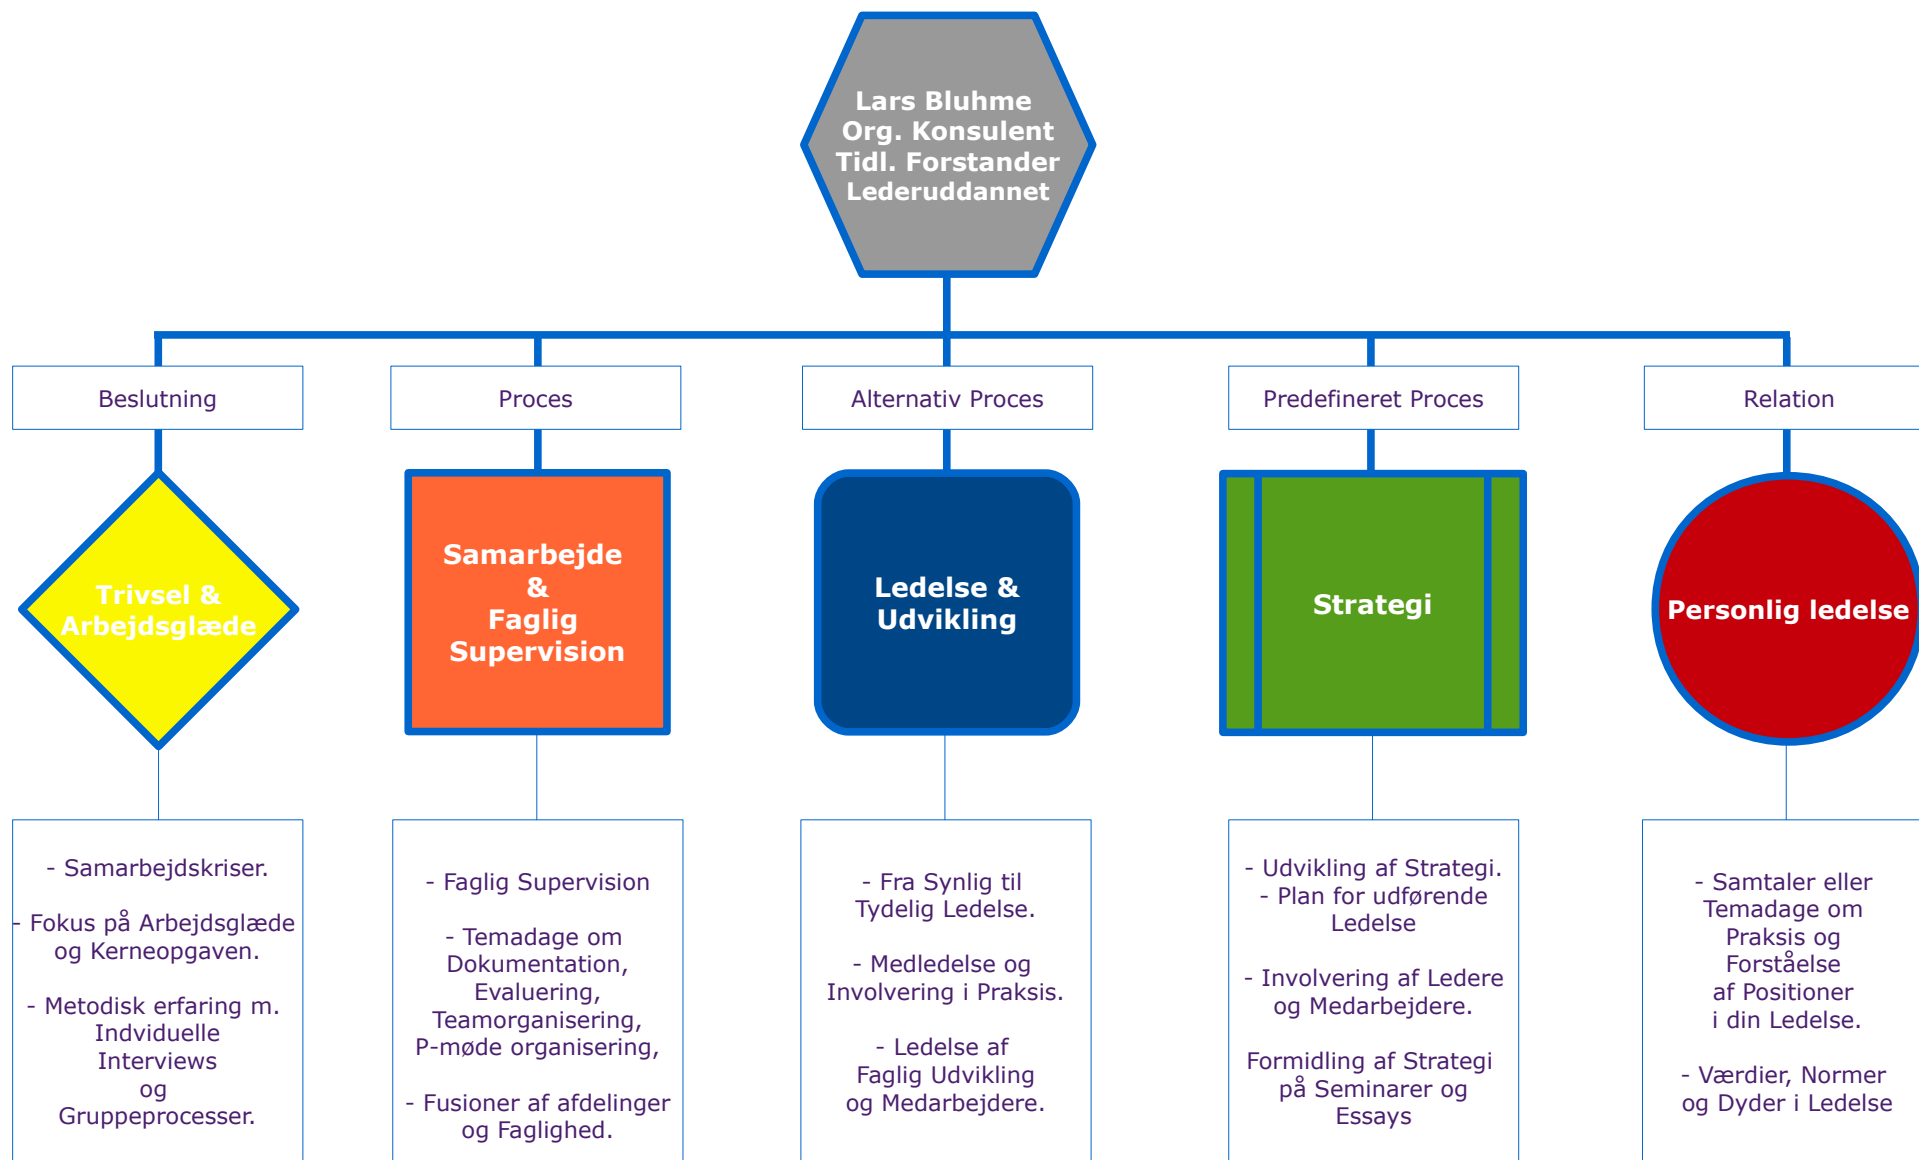 Lars Bluhme
Org. Konsulent
Tidl. Forstander
Lederuddannet
Beslutning
Proces
Alternativ Proces
Predefineret Proces
Relation
Trivsel &
Arbejdsglæde
Samarbejde
&
Faglig
Supervision
Ledelse &
Udvikling
Strategi
Personlig ledelse
- Samarbejdskriser.
- Fokus på Arbejdsglæde
og Kerneopgaven.
- Metodisk erfaring m.
Indviduelle
Interviews
og
Gruppeprocesser.
- Faglig Supervision
- Temadage om
Dokumentation,
Evaluering,
Teamorganisering,
P-møde organisering,
- Fusioner af afdelinger
og Faglighed.
- Fra Synlig til
Tydelig Ledelse.
- Medledelse og
Involvering i Praksis.
- Ledelse af
Faglig Udvikling
og Medarbejdere.
- Udvikling af Strategi.
- Plan for udførende
Ledelse
- Involvering af Ledere
og Medarbejdere.
Formidling af Strategi
på Seminarer og
Essays
- Samtaler eller
Temadage om
Praksis og
Forståelse
af Positioner
i din Ledelse.
- Værdier, Normer
og Dyder i Ledelse